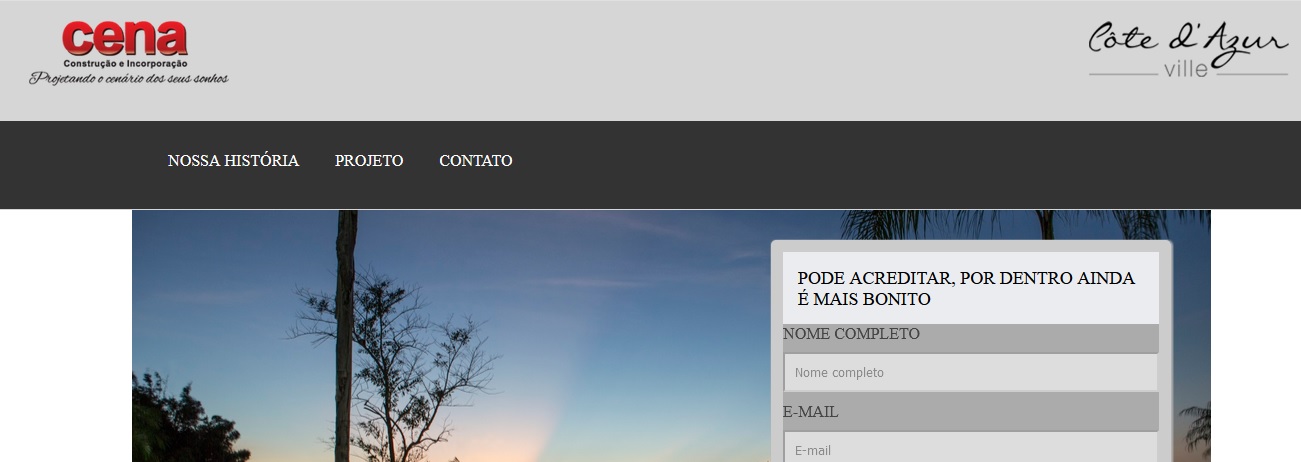 cena
Construção e Incorporação
Projetando o cenário dos seus sonhos
Côte d'Azur
ville
NOSSA HISTÓRIA PROJETO CONTATO
PODE ACREDITAR, POR DENTRO AINDA
É MAIS BONITO
NOME COMPLETO
Nome completo
E-MAIL
E-mail